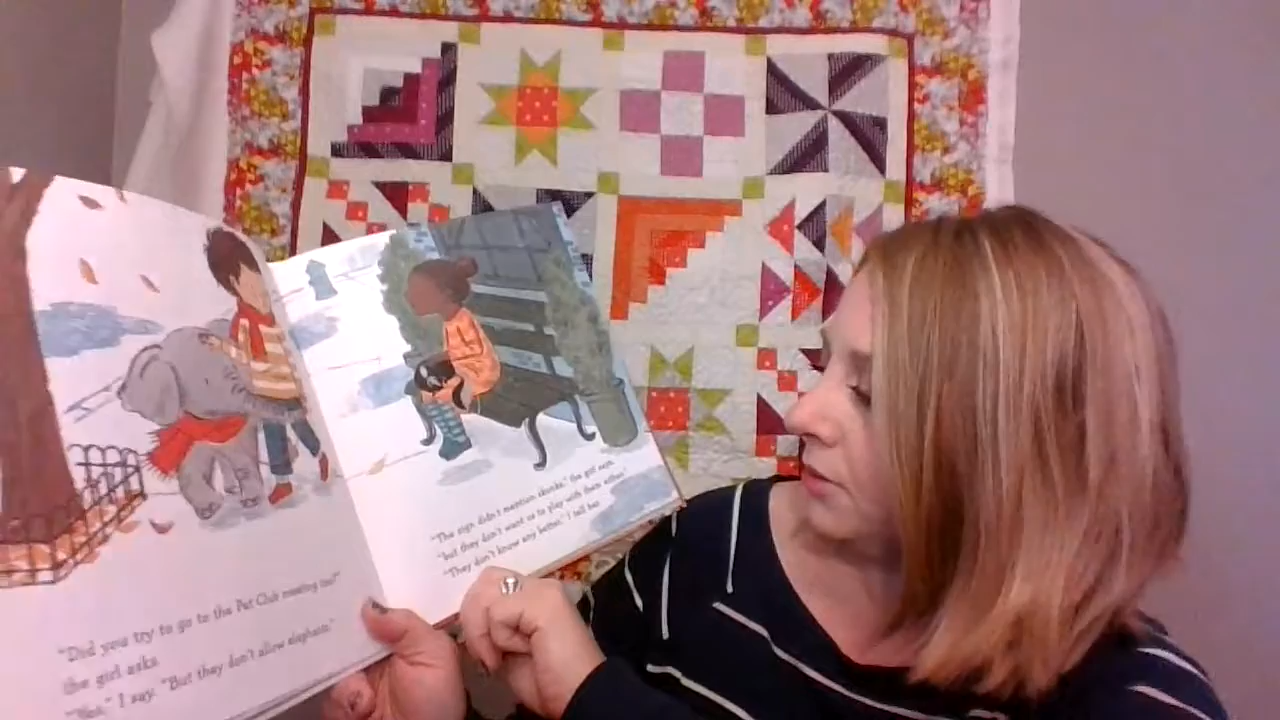 "Did you try to go to the Pet Club meeting too?"
the girl asks.
"Yes," I say. "But they don't allow elephants."
"The sign didn't mention skunks," the girl says,
"but they don't want us to play with them either."
"They don't know any better," I tell her.